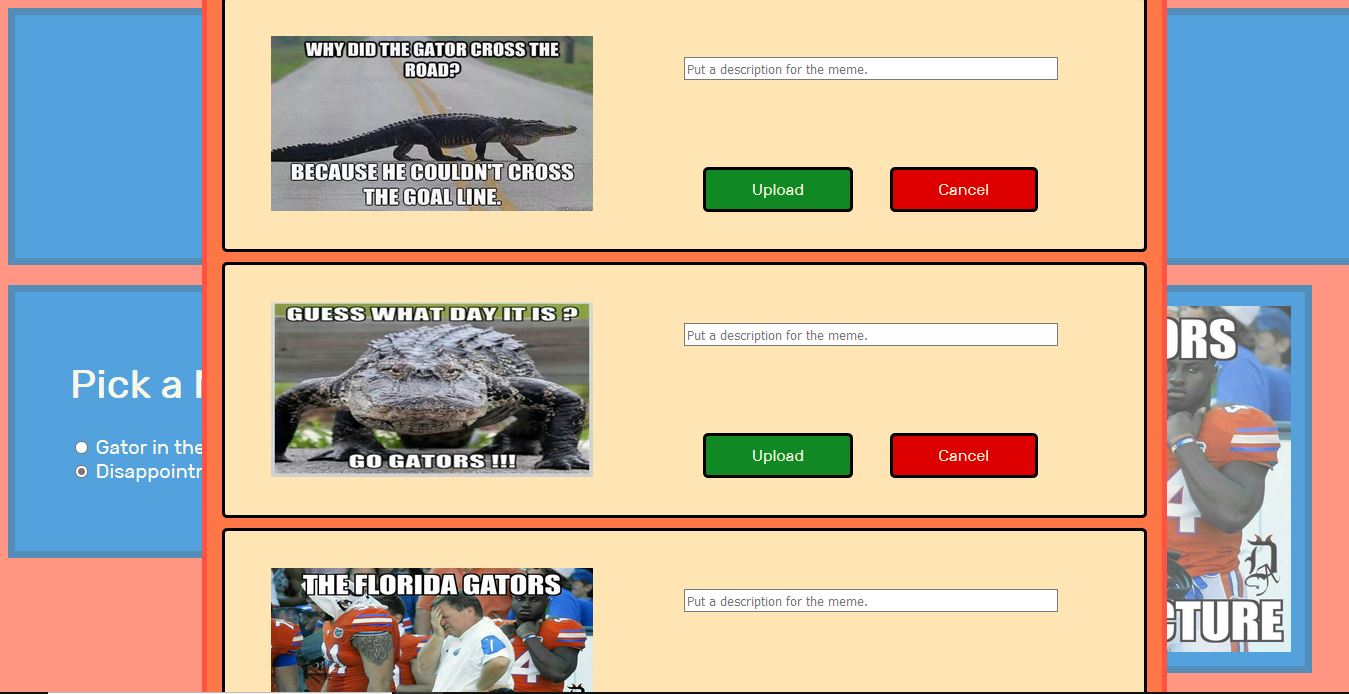 WHY DID THE GATOR CROSS THE
ROAD?
BECAUSE HE COULDN'T CROSS
THE GOAL LINE.
Put a description for the meme.
Upload
Cancel
GUESS WHAT DAY IT IS ?
GO GATORS !!!
Put a description for the meme.
Upload
Cancel
THE FLORIDA GATORS
Put a description for the meme.
Pick a
Gator in the
Disappointr
ORS
4
CTURE